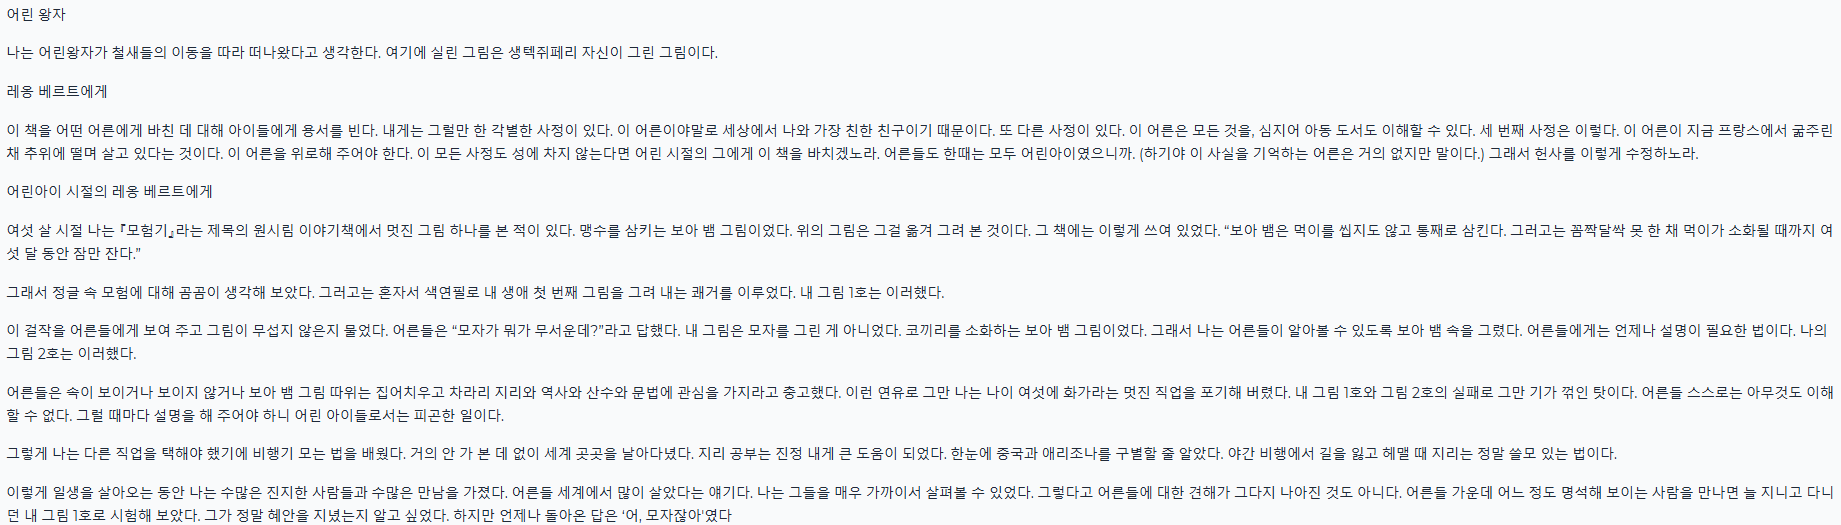 어린 왕자
나는 어린왕자가 철새들의 이동을 따라 떠나왔다고 생각한다. 여기에 실린 그림은 생텍쥐페리 자신이 그린 그림이다.
레옹 베르트에게
이 책을 어떤 어른에게 바친 데 대해 아이들에게 용서를 빈다. 내게는 그럴만 한 각별한 사정이 있다. 이 어른이야말로 세상에서 나와 가장 친한 친구이기 때문이다. 또 다른 사정이 있다. 이 어른은 모든 것을, 심지어 아동 도서도 이해할 수 있다. 세 번째 사정은 이렇다. 이 어른이 지금 프랑스에서 굶주린
채 추위에 떨며 살고 있다는 것이다. 이 어른을 위로해 주어야 한다. 이 모든 사정도 성에 차지 않는다면 어린 시절의 그에게 이 책을 바치겠노라. 어른들도 한때는 모두 어린아이였으니까. (하기야 이 사실을 기억하는 어른은 거의 없지만 말이다.) 그래서 헌사를 이렇게 수정하노라.
어린아이 시절의 레옹 베르트에게
여섯 살 시절 나는 『모험기』라는 제목의 원시림 이야기책에서 멋진 그림 하나를 본 적이 있다. 맹수를 삼키는 보아 뱀 그림이었다. 위의 그림은 그걸 옮겨 그려 본 것이다. 그 책에는 이렇게 쓰여 있었다. “보아 뱀은 먹이를 씹지도 않고 통째로 삼킨다. 그러고는 꼼짝달싹 못 한 채 먹이가 소화될 때까지 여
섯 달 동안 잠만 잔다.”
그래서 정글 속 모험에 대해 곰곰이 생각해 보았다. 그러고는 혼자서 색연필로 내 생애 첫 번째 그림을 그려 내는 쾌거를 이루었다. 내 그림 1호는 이러했다.
이 걸작을 어른들에게 보여 주고 그림이 무섭지 않은지 물었다. 어른들은 “모자가 뭐가 무서운데?”라고 답했다. 내 그림은 모자를 그린 게 아니었다. 코끼리를 소화하는 보아 뱀 그림이었다. 그래서 나는 어른들이 알아볼 수 있도록 보아 뱀 속을 그렸다. 어른들에게는 언제나 설명이 필요한 법이다. 나의
그림 2호는 이러했다.
어른들은 속이 보이거나 보이지 않거나 보아 뱀 그림 따위는 집어치우고 차라리 지리와 역사와 산수와 문법에 관심을 가지라고 충고했다. 이런 연유로 그만 나는 나이 여섯에 화가라는 멋진 직업을 포기해 버렸다. 내 그림 1호와 그림 2호의 실패로 그만 기가 꺾인 탓이다. 어른들 스스로는 아무것도 이해
할 수 없다. 그럴 때마다 설명을 해 주어야 하니 어린 아이들로서는 피곤한 일이다.
그렇게 나는 다른 직업을 택해야 했기에 비행기 모는 법을 배웠다. 거의 안 가 본 데 없이 세계 곳곳을 날아다녔다. 지리 공부는 진정 내게 큰 도움이 되었다. 한눈에 중국과 애리조나를 구별할 줄 알았다. 야간 비행에서 길을 잃고 헤맬 때 지리는 정말 쓸모 있는 법이다.
이렇게 일생을 살아오는 동안 나는 수많은 진지한 사람들과 수많은 만남을 가졌다. 어른들 세계에서 많이 살았다는 얘기다. 나는 그들을 매우 가까이서 살펴볼 수 있었다. 그렇다고 어른들에 대한 견해가 그다지 나아진 것도 아니다. 어른들 가운데 어느 정도 명석해 보이는 사람을 만나면 늘 지니고 다니
던 내 그림 1호로 시험해 보았다. 그가 정말 혜안을 지녔는지 알고 싶었다. 하지만 언제나 돌아온 답은 ‘어, 모자잖아'였다